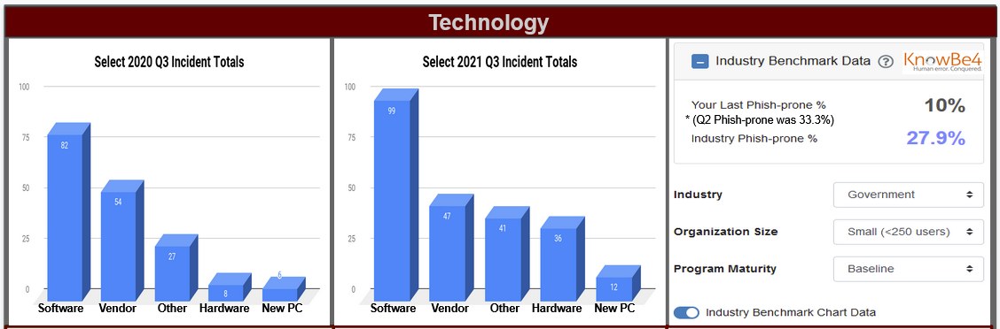 Technology
Select 2020 Q3 Incident Totals
100
75
50
25
0
82
54
27
8
6
Software Vendor Other Hardware New PC
Select 2021 Q3 Incident Totals
100
75
50
25
0
99
47
41
36
12
Software Vendor Other Hardware New PC
Industry Benchmark Data ?
KnowBe4
Human error. Conquered.
Your Last Phish-prone % 10%
* (Q2 Phish-prone was 33.3%)
Industry Phish-prone % 27.9%
Industry Government
Organization Size Small (<250 users)
Program Maturity Baseline
Industry Benchmark Chart Data